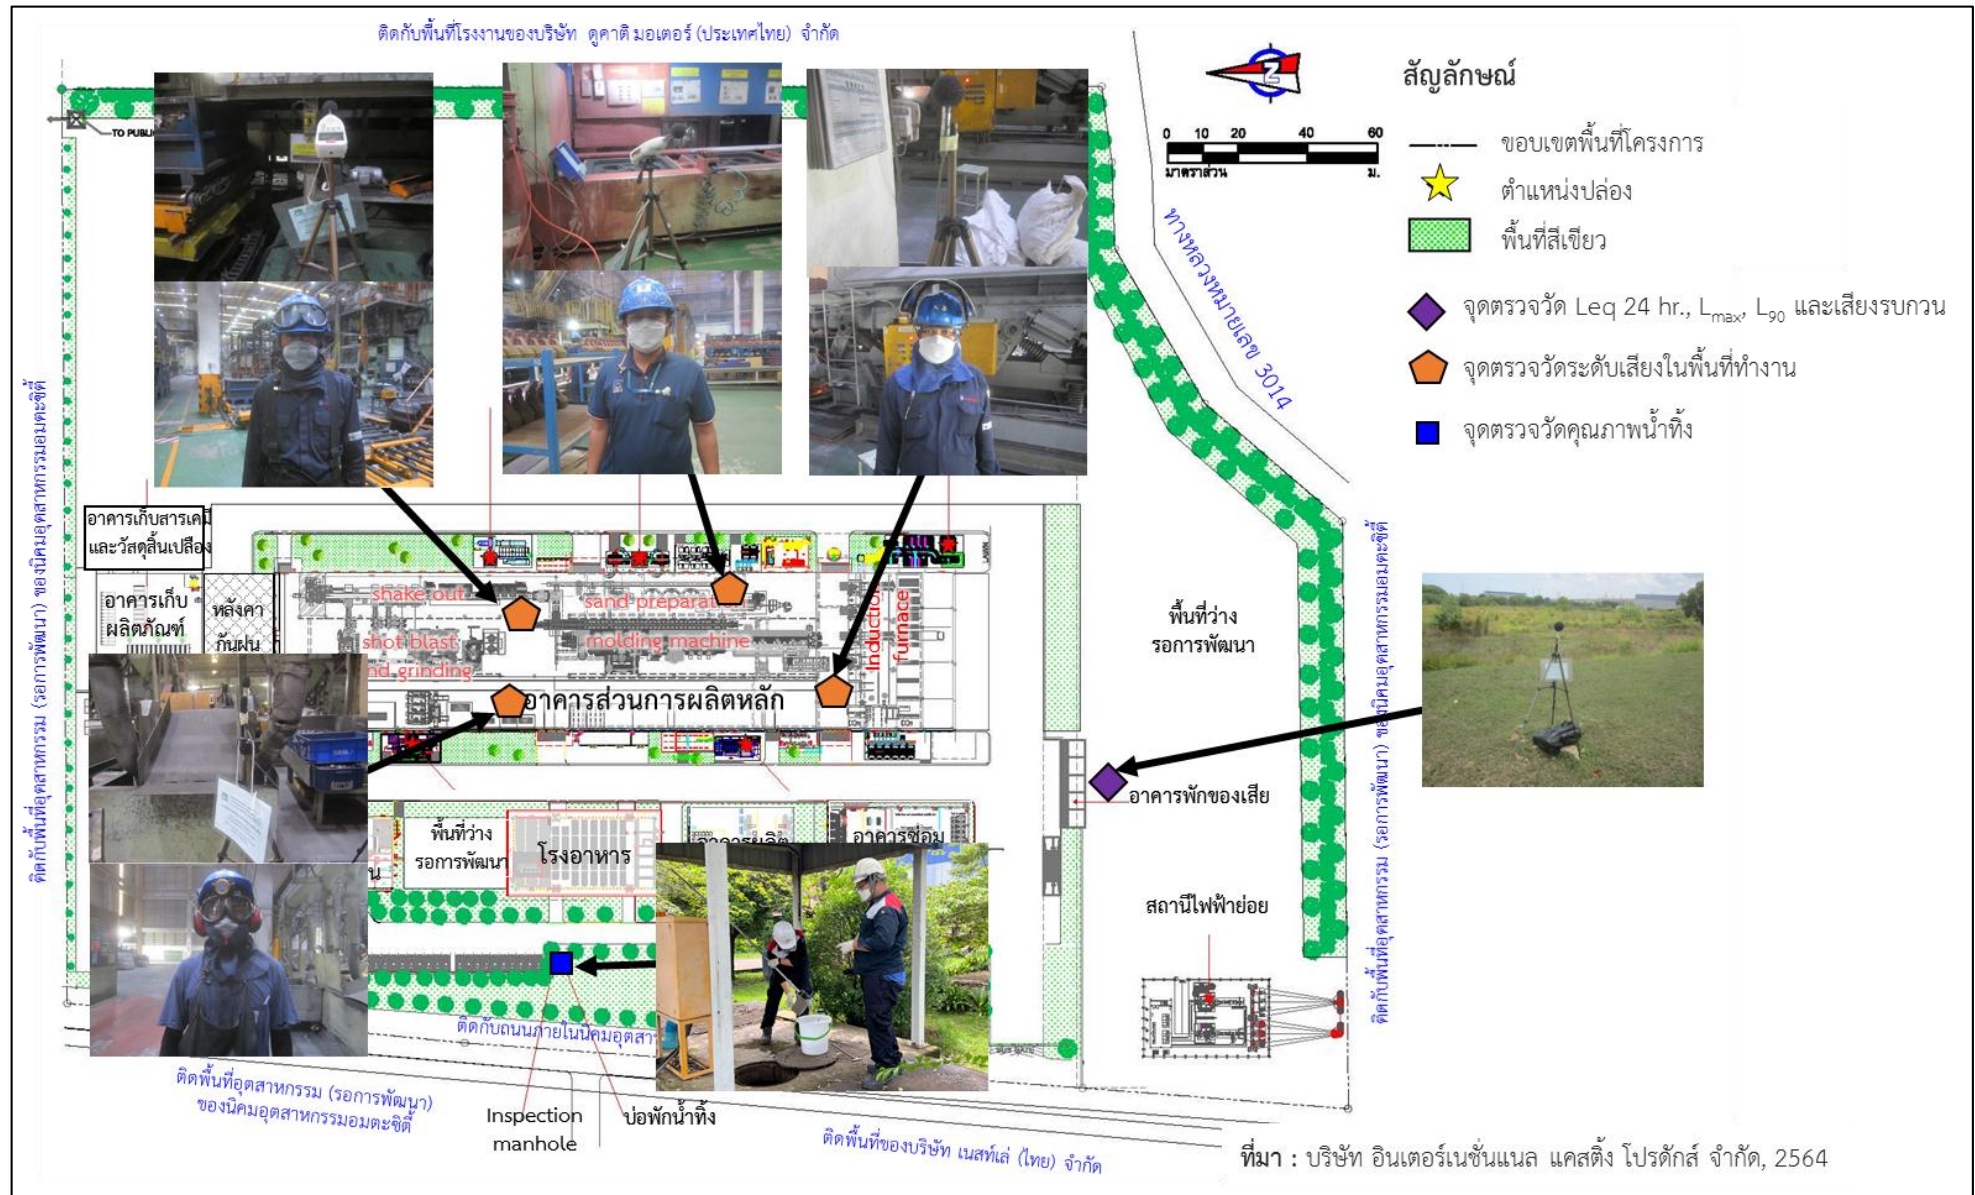 ติดกับพื้นที่โรงงานของบริษัท ดูคาติ มอเตอร์ (ประเทศไทย) จำกัด
Z
0 10 20 40 60
มาตราส่วน ม.
สัญลักษณ์
ขอบเขตพื้นที่โครงการ
ตำแหน่งปล่อง
พื้นที่สีเขียว
จุดตรวจวัด Leq 24 hr., Lmax, L90 และเสียงรบกวน
จุดตรวจวัดระดับเสียงในพื้นที่ทำงาน
จุดตรวจวัดคุณภาพน้ำทิ้ง
TO PUBLIC
ทางหลวงหมายเลข 3014
ติดกับพื้นที่อุตสาหกรรม (รอการพัฒนา) ของนิคมอุตสาหกรรมอมตะซิตี้
อาคารเก็บสารเคมี
และวัสดุสิ้นเปลือง
อาคารเก็บ
ผลิตภัณฑ์
หลังคา
กันฝน
shake out
sand preparation
shot blast
nd grinding
molding machine
Induction
furnace
LAWN
อาคารส่วนการผลิตหลัก
พื้นที่ว่าง
รอการพัฒนา
ติดกับพื้นที่อุตสาหกรรม (รอการพัฒนา) ของนิคมอุตสาหกรรมอมตะซิตี้
อาคารพักของเสีย
พื้นที่ว่าง
รอการพัฒนา
โรงอาหาร
อาคารผลิต
อาคารซ่อม
สถานีไฟฟ้าย่อย
ติดกับถนนภายในนิคมอุตสา
ติดพื้นที่อุตสาหกรรม (รอการพัฒนา)
ของนิคมอุตสาหกรรมอมตะซิตี้
Inspection
manhole
บ่อพักน้ำทิ้ง
ติดพื้นที่ของบริษัท เนสท์เล่ (ไทย) จำกัด
ที่มา : บริษัท อินเตอร์เนชั่นแนล แคสติ้ง โปรดักส์ จำกัด, 2564